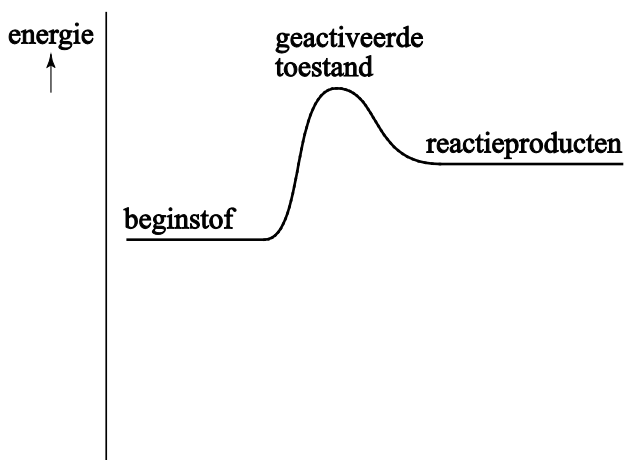 energie
geactiveerde
toestand
reactieproducten
beginstof